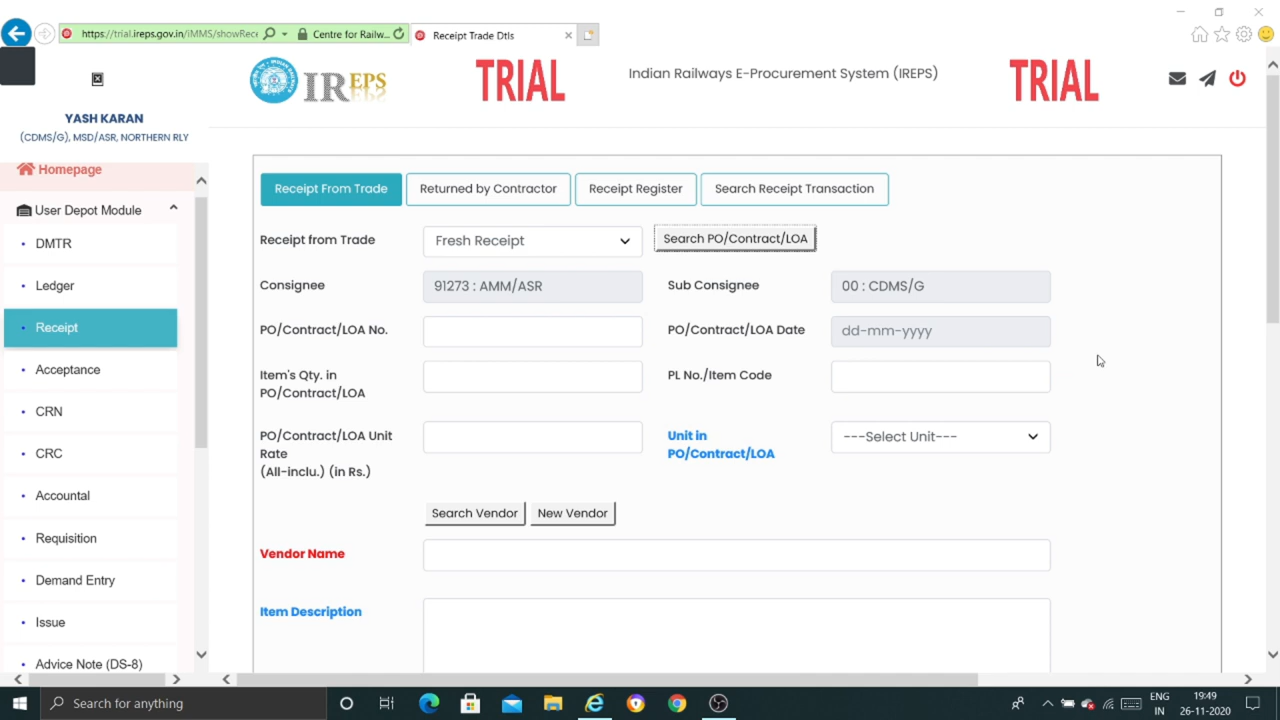 https://trial.ireps.gov.in/iMMS/showRece
Centre for Railw...
Receipt Trade Dtls
YASH KARAN
(CDMS/G), MSD/ASR, NORTHERN RLY
Homepage
User Depot Module
DMTR
Ledger
Receipt
Acceptance
CRN
CRC
Accountal
Requisition
Demand Entry
Issue
Advice Note (DS-8)
IREPS
TRIAL
Indian Railways E-Procurement System (IREPS)
TRIAL
Receipt From Trade
Returned by Contractor
Receipt Register
Search Receipt Transaction
Receipt from Trade
Fresh Receipt
Search PO/Contract/LOA
Consignee
91273 : AMM/ASR
Sub Consignee
00 : CDMS/G
PO/Contract/LOA No.
PO/Contract/LOA Date
dd-mm-yyyy
Item's Qty. in
PO/Contract/LOA
PL No./Item Code
PO/Contract/LOA Unit
Rate
(All-inclu.) (in Rs.)
Unit in
PO/Contract/LOA
---Select Unit---
Search Vendor
New Vendor
Vendor Name
Item Description
Search for anything
ENG
IN
19:49
26-11-2020